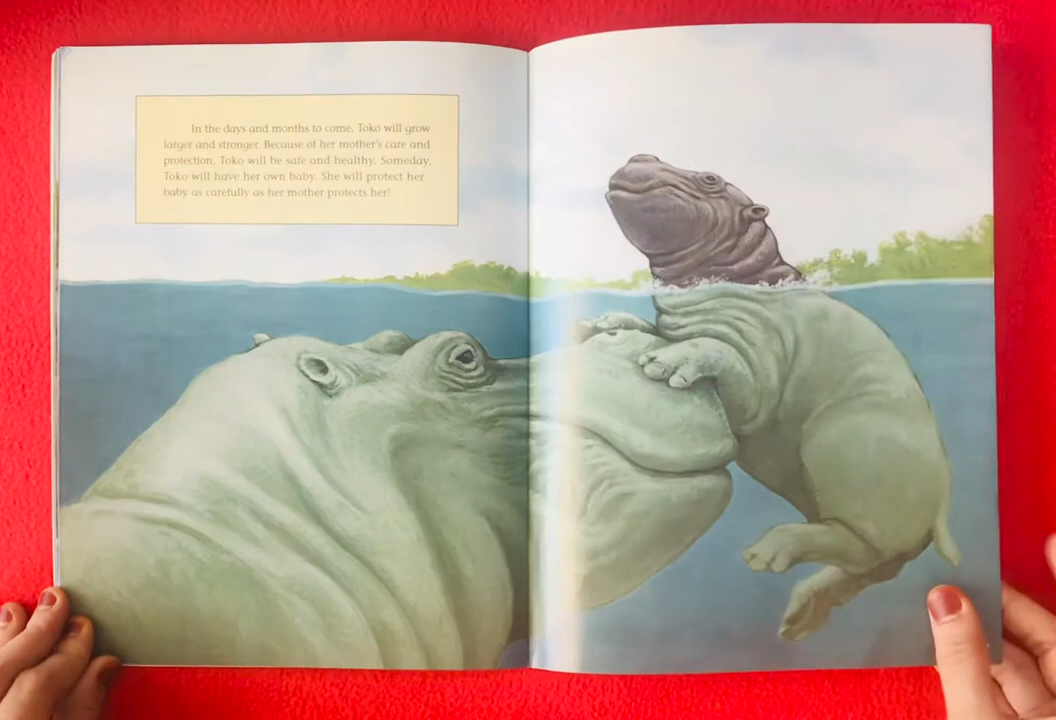 In the days and months to come, Toko will grow
larger and stronger. Because of her mother's care and
protection, Toko will be safe and healthy. Someday,
Toko will have her own baby. She will protect her
baby as carefully as her mother protects her!